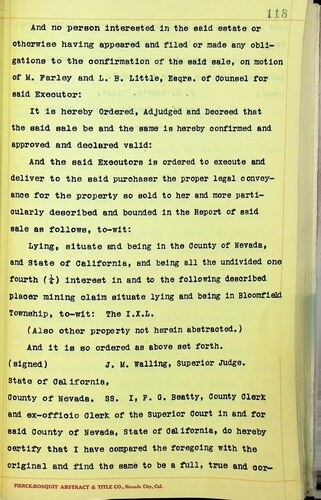 118
And no person interested in the said estate or
otherwise having appeared and filed or made any obli-
gations to the confirmation of the said sale, on motion
of M. Farley and L. B. Little, Esqrs. of Counsel for
said Executor:
It is hereby Ordered, Adjudged and Decreed that
the said sale be and the same is hereby confirmed and
approved and declared valid:
And the said Executors is ordered to execute and
deliver to the said purchaser the proper legal convey-
ance for the property so sold to her and more parti-
cularly described and bounded in the Report of said
sale as follows, to-wit:
Lying, situate and being in the County of Nevada,
and State of California, and being all the undivided one
fourth (¼) interest in and to the following described
placer mining claim situate lying and being in Bloomfield
Township, to-wit: The I.X.L.
(Also other property not herein abstracted.)
And it is so ordered as above set forth.
(signed) J. M. Walling, Superior Judge.
State of California,
County of Nevada. SS. I, F. G. Beatty, County Clerk
and ex-officio Clerk of the Superior Court in and for
said County of Nevada, State of California, do hereby
certify that I have compared the foregoing with the
original and find the same to be a full, true and cor-
PIERCE-BOSQUIT ABSTRACT & TITLE CO., Nevada City, Cal.